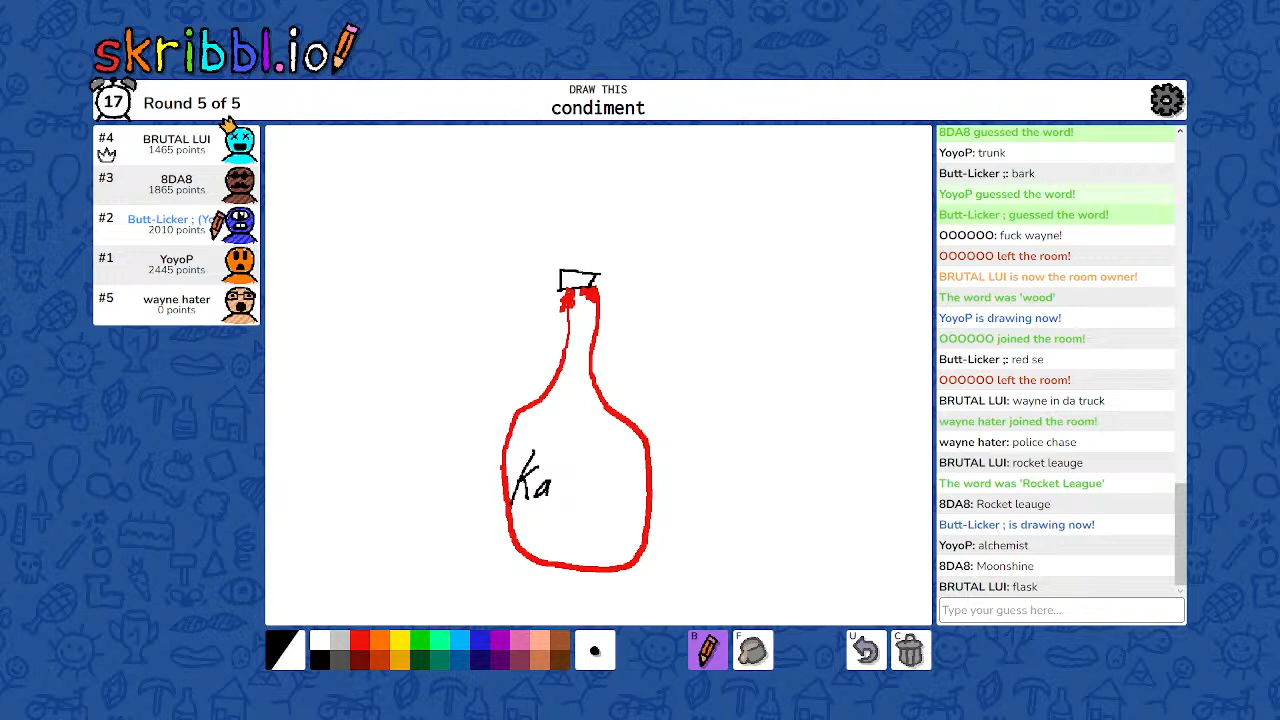 skribbl.io
17
Round 5 of 5
DRAW THIS
condiment
#4
BRUTAL LUI
1465 points
#3
8DA8
1865 points
#2
Butt-Licker ; (Yo
2010 points
#1
YoyoP
2445 points
#5
wayne hater
0 points
Ka
8DA8 guessed the word!
YoyoP: trunk
Butt-Licker ;: bark
YoyoP guessed the word!
Butt-Licker ; guessed the word!
OOOOOO: fuck wayne!
OOOOOO left the room!
BRUTAL LUI is now the room owner!
The word was 'wood'
YoyoP is drawing now!
OOOOOO joined the room!
Butt-Licker ;: red se
OOOOOO left the room!
BRUTAL LUI: wayne in da truck
wayne hater joined the room!
wayne hater: police chase
BRUTAL LUI: rocket leauge
The word was 'Rocket League'
8DA8: Rocket leauge
Butt-Licker ; is drawing now!
YoyoP: alchemist
8DA8: Moonshine
BRUTAL LUI: flask
Type your guess here...
B
F
U
C